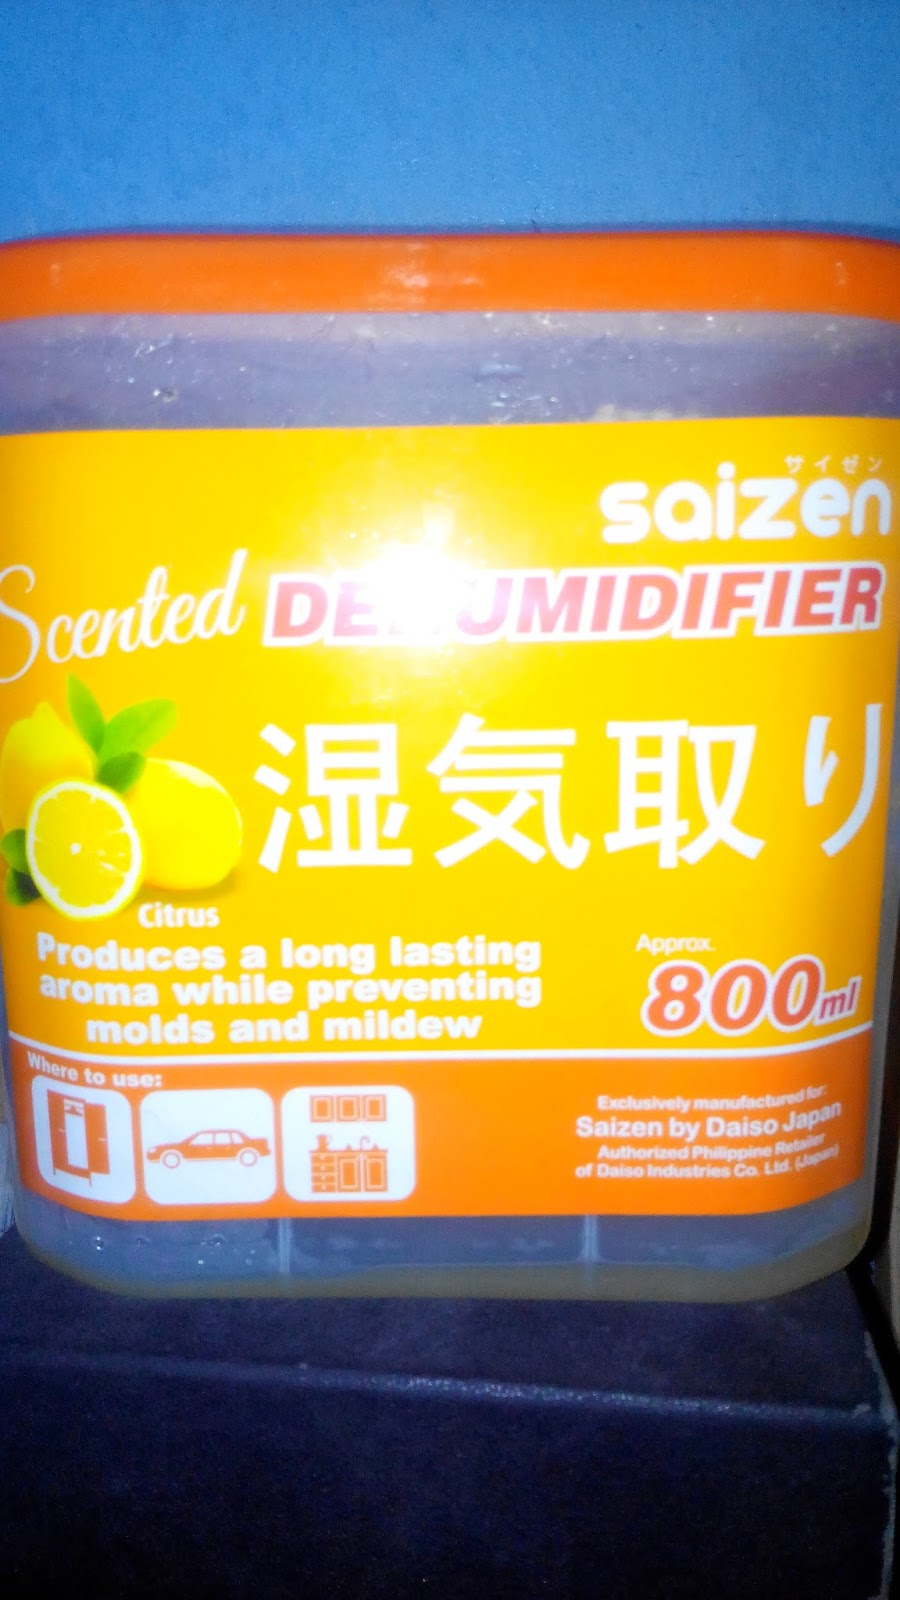 サイゼン
saizen
Scented DEHUMIDIFIER
湿気取り
Citrus
Produces a long lasting
aroma while preventing
molds and mildew
Approx.
800ml
Where to use:
Exclusively manufactured for:
Saizen by Daiso Japan
Authorized Philippine Retailer
of Daiso Industries Co. Ltd. (Japan)